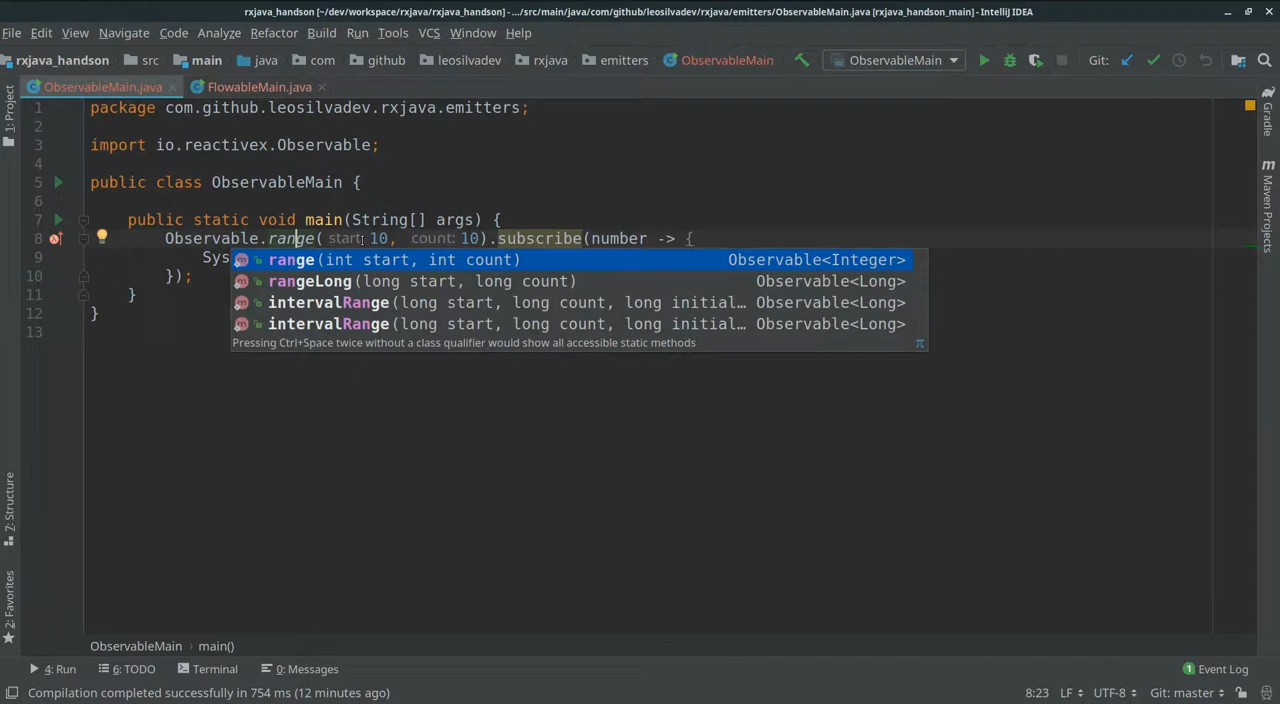 rxjava_handson [~/dev/workspace/rxjava/rxjava_handson] - .../src/main/java/com/github/leosilvadev/rxjava/emitters/ObservableMain.java [rxjava_handson_main] - IntelliJ IDEA
File Edit View Navigate Code Analyze Refactor Build Run Tools VCS Window Help
rxjava_handson src main java com github leosilvadev rxjava emitters ObservableMain ObservableMain Git:
ObservableMain.java FlowableMain.java
1: Project
1 package com.github.leosilvadev.rxjava.emitters;
2
3 import io.reactivex.Observable;
4
5 public class ObservableMain {
6
7 public static void main(String[] args) {
8 Observable.range( start: 10, count: 10).subscribe(number -> {
9 Sys
10 });
11 }
12 }
13
range(int start, int count) Observable<Integer>
rangeLong(long start, long count) Observable<Long>
intervalRange(long start, long count, long initial… Observable<Long>
intervalRange(long start, long count, long initial… Observable<Long>
Pressing Ctrl+Space twice without a class qualifier would show all accessible static methods π
Gradle
m Maven Projects
7: Structure
2: Favorites
ObservableMain › main()
4: Run 6: TODO Terminal 0: Messages 1 Event Log
Compilation completed successfully in 754 ms (12 minutes ago) 8:23 LF UTF-8 Git: master